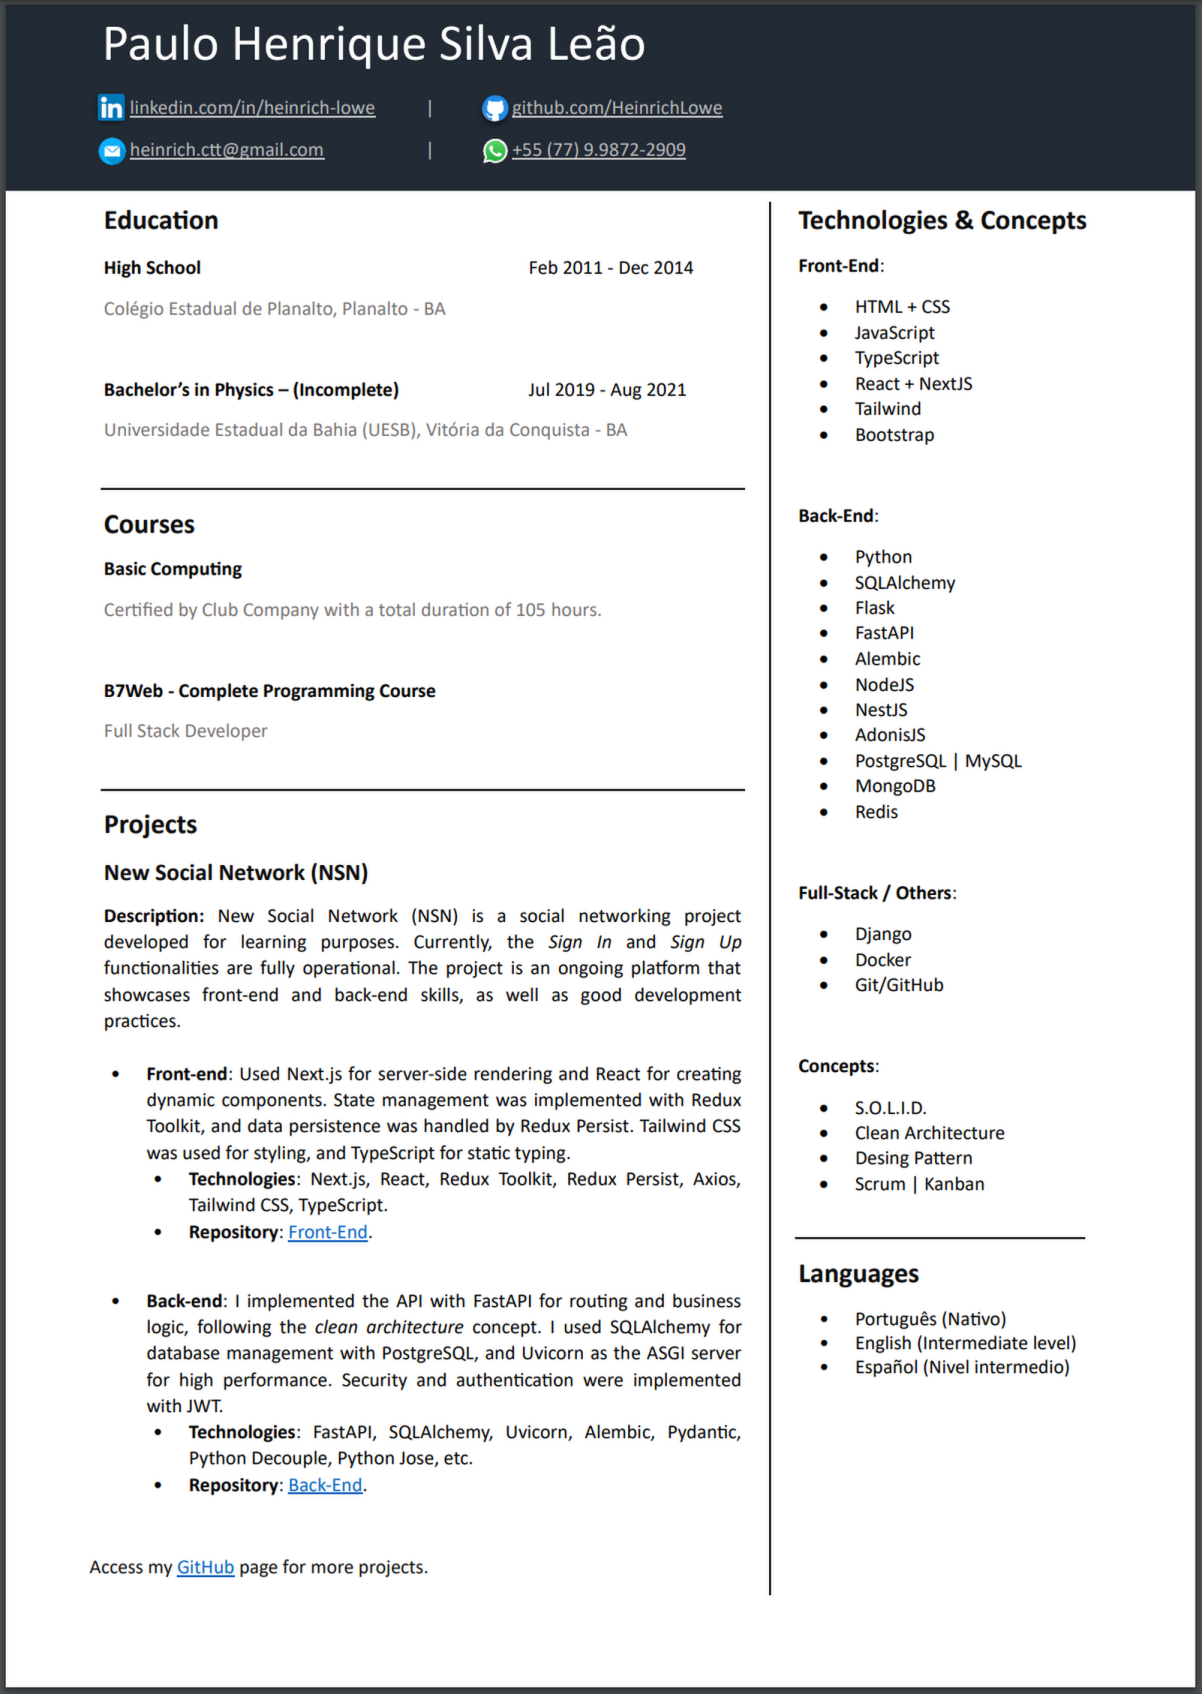 Paulo Henrique Silva Leão
linkedin.com/in/heinrich-lowe | github.com/HeinrichLowe
heinrich.ctt@gmail.com | +55 (77) 9.9872-2909
Education
High School Feb 2011 - Dec 2014
Colégio Estadual de Planalto, Planalto - BA
Bachelor’s in Physics – (Incomplete) Jul 2019 - Aug 2021
Universidade Estadual da Bahia (UESB), Vitória da Conquista - BA
Courses
Basic Computing
Certified by Club Company with a total duration of 105 hours.
B7Web - Complete Programming Course
Full Stack Developer
Projects
New Social Network (NSN)
Description: New Social Network (NSN) is a social networking project
developed for learning purposes. Currently, the Sign In and Sign Up
functionalities are fully operational. The project is an ongoing platform that
showcases front-end and back-end skills, as well as good development
practices.
• Front-end: Used Next.js for server-side rendering and React for creating
dynamic components. State management was implemented with Redux
Toolkit, and data persistence was handled by Redux Persist. Tailwind CSS
was used for styling, and TypeScript for static typing.
• Technologies: Next.js, React, Redux Toolkit, Redux Persist, Axios,
Tailwind CSS, TypeScript.
• Repository: Front-End.
• Back-end: I implemented the API with FastAPI for routing and business
logic, following the clean architecture concept. I used SQLAlchemy for
database management with PostgreSQL, and Uvicorn as the ASGI server
for high performance. Security and authentication were implemented
with JWT.
• Technologies: FastAPI, SQLAlchemy, Uvicorn, Alembic, Pydantic,
Python Decouple, Python Jose, etc.
• Repository: Back-End.
Access my GitHub page for more projects.
Technologies & Concepts
Front-End:
• HTML + CSS
• JavaScript
• TypeScript
• React + NextJS
• Tailwind
• Bootstrap
Back-End:
• Python
• SQLAlchemy
• Flask
• FastAPI
• Alembic
• NodeJS
• NestJS
• AdonisJS
• PostgreSQL | MySQL
• MongoDB
• Redis
Full-Stack / Others:
• Django
• Docker
• Git/GitHub
Concepts:
• S.O.L.I.D.
• Clean Architecture
• Desing Pattern
• Scrum | Kanban
Languages
• Português (Nativo)
• English (Intermediate level)
• Español (Nivel intermedio)